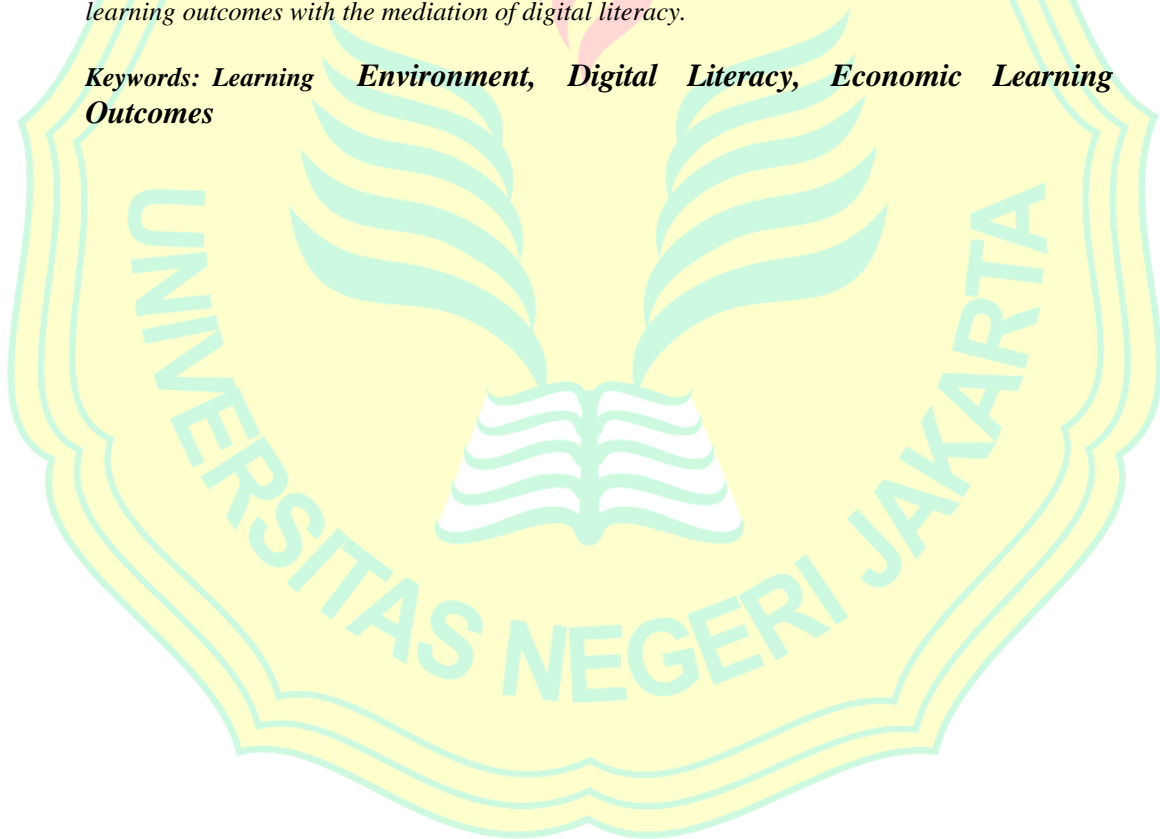 learning outcomes with the mediation of digital literacy.
Keywords: Learning Environment, Digital Literacy, Economic Learning
Outcomes
UNIVERSITAS NEGERI JAKARTA